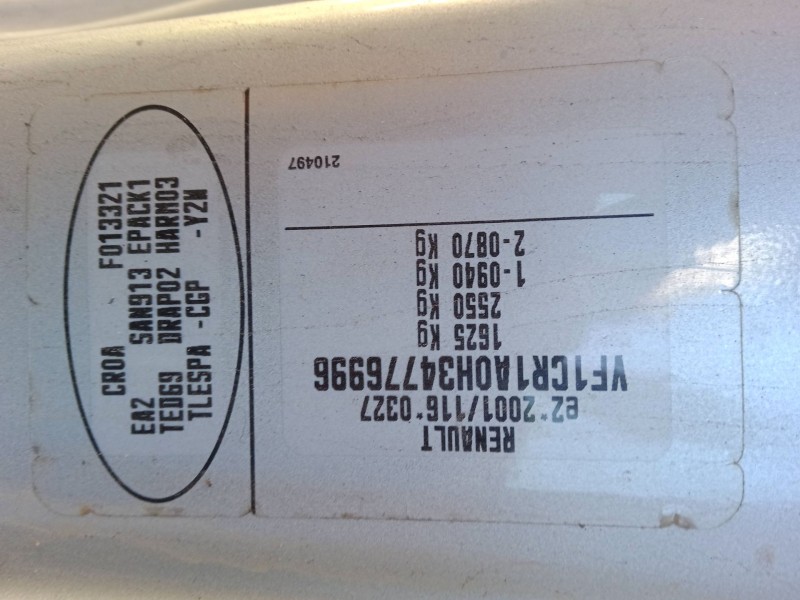 RENAULT
e2*2001/116*0327
VF1CR1A0H34776996
1625 Kg
2550 Kg
1-0940 Kg
2-0870 Kg
210497
CR0A F013321
EA2 SAN913 EPACK1
TED69 DRAP02 HARM03
TLESPA -CGP -YZW